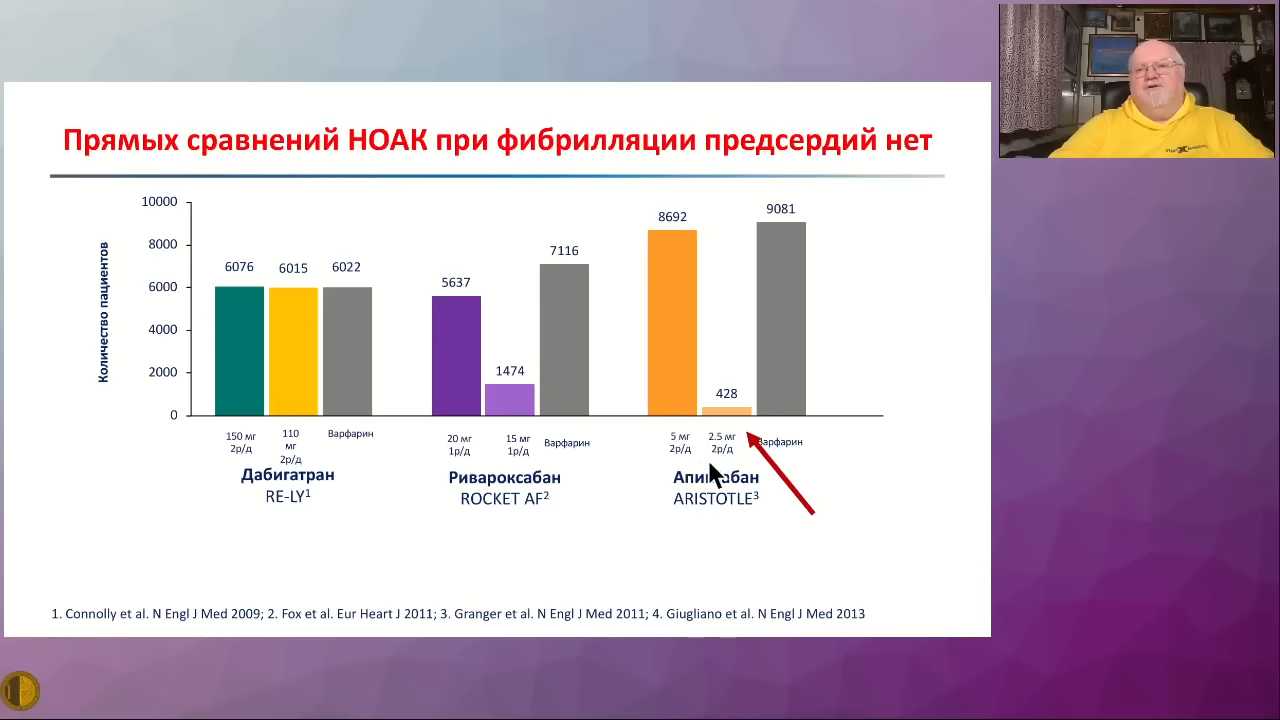 Прямых сравнений НОАК при фибрилляции предсердий нет
Количество пациентов
10000
8000
6000
4000
2000
0
6076
6015
6022
5637
1474
7116
8692
428
9081
150 мг
2р/д
110
мг
2р/д
Варфарин
20 мг
1р/д
15 мг
1р/д
Варфарин
5 мг
2р/д
2.5 мг
2р/д
Варфарин
Дабигатран
RE-LY¹
Ривароксабан
ROCKET AF²
Апиксабан
ARISTOTLE³
1. Connolly et al. N Engl J Med 2009; 2. Fox et al. Eur Heart J 2011; 3. Granger et al. N Engl J Med 2011; 4. Giugliano et al. N Engl J Med 2013